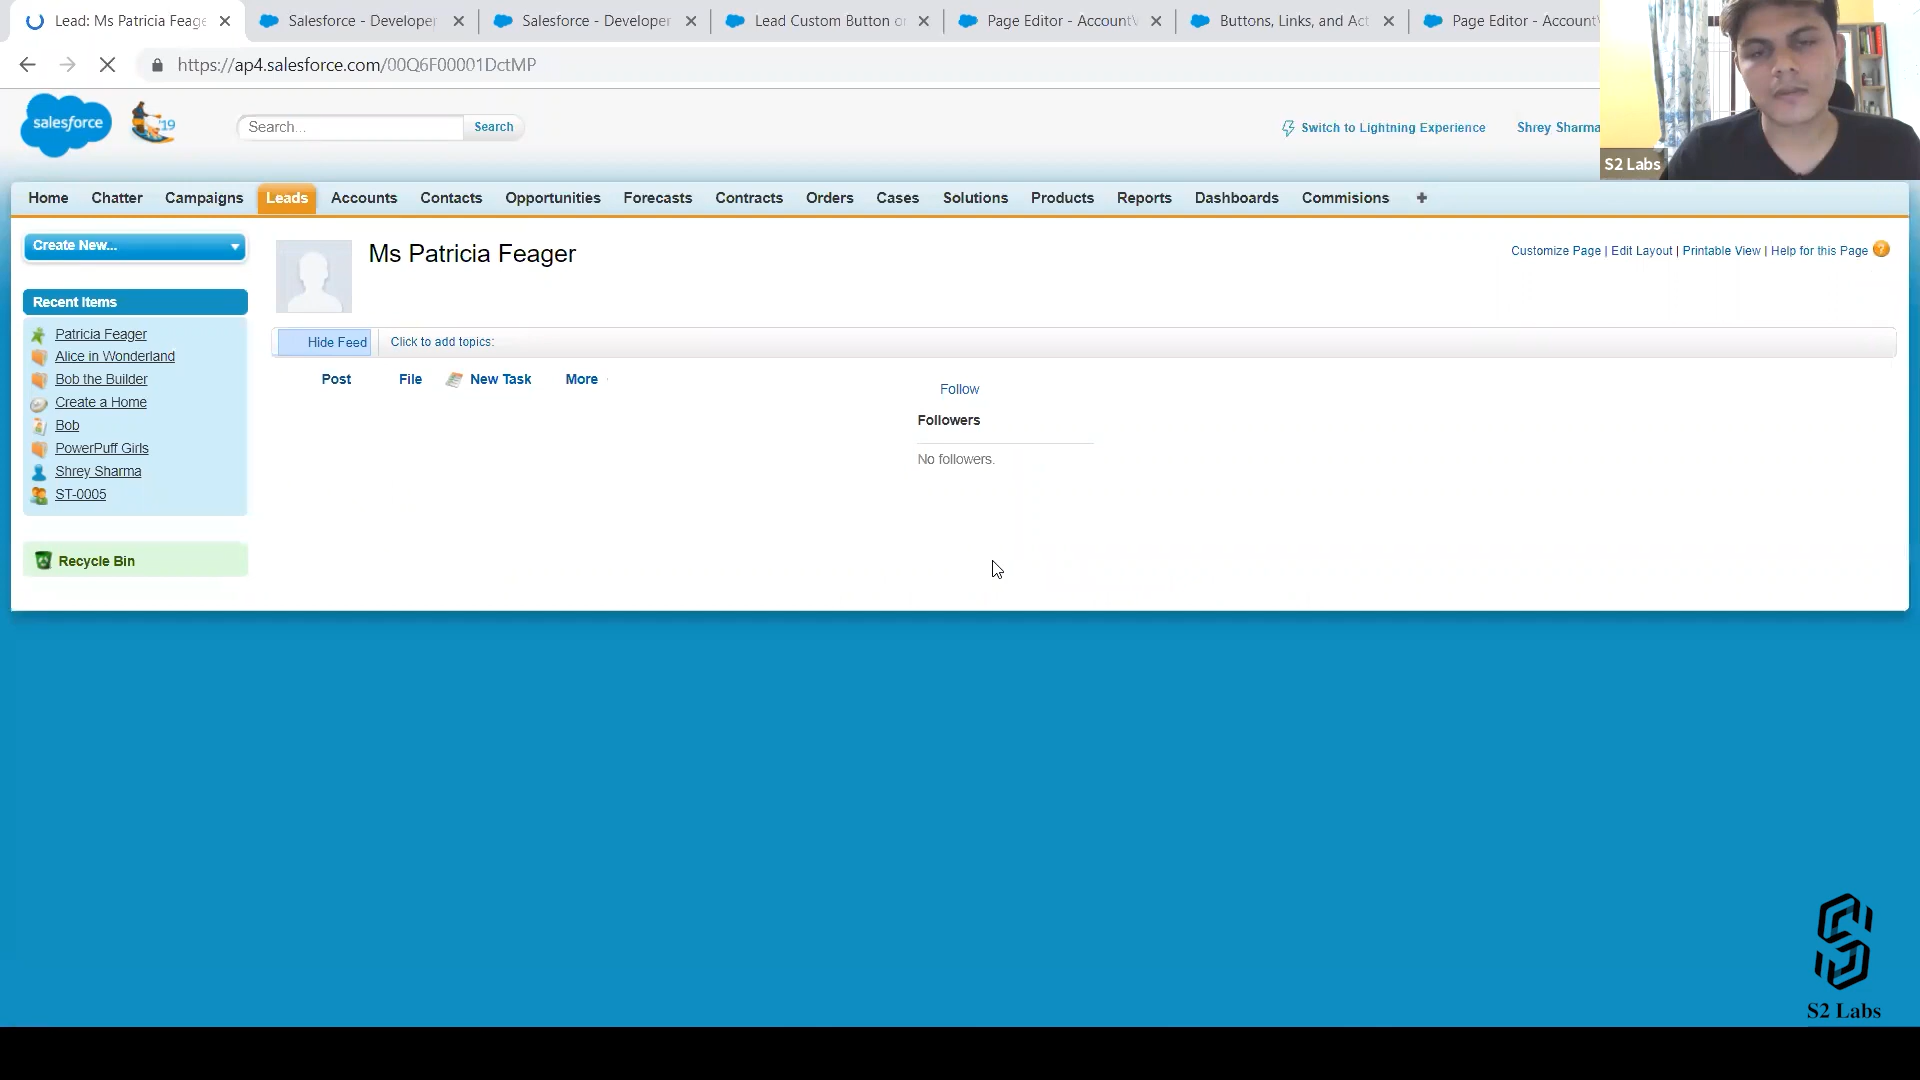 Lead: Ms Patricia Feage
Salesforce - Developer
Salesforce - Developer
Lead Custom Button o
Page Editor - Account
Buttons, Links, and Act
Page Editor - Account
https://ap4.salesforce.com/00Q6F00001DctMP
salesforce
'19
Search...
Search
Switch to Lightning Experience
Shrey Sharma
S2 Labs
Home
Chatter
Campaigns
Leads
Accounts
Contacts
Opportunities
Forecasts
Contracts
Orders
Cases
Solutions
Products
Reports
Dashboards
Commisions
+
Create New...
Ms Patricia Feager
Customize Page | Edit Layout | Printable View | Help for this Page ?
Recent Items
Patricia Feager
Alice in Wonderland
Bob the Builder
Create a Home
Bob
PowerPuff Girls
Shrey Sharma
ST-0005
Hide Feed
Click to add topics:
Post
File
New Task
More
Follow
Followers
No followers.
Recycle Bin
S2 Labs